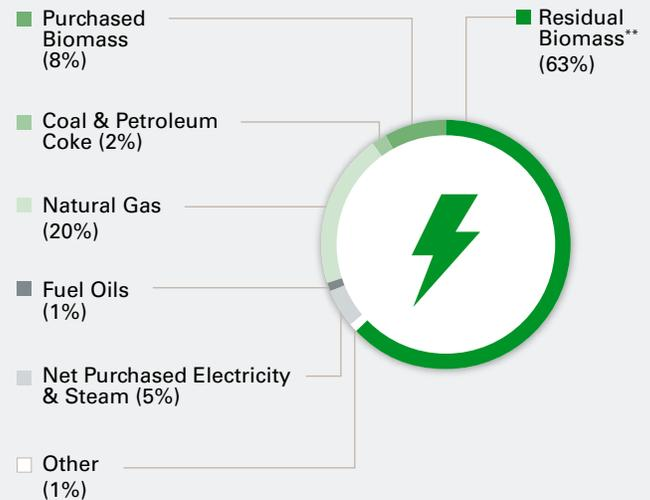 Purchased
Biomass
(8%)
Residual
Biomass**
(63%)
Coal & Petroleum
Coke (2%)
Natural Gas
(20%)
Fuel Oils
(1%)
Net Purchased Electricity
& Steam (5%)
Other
(1%)